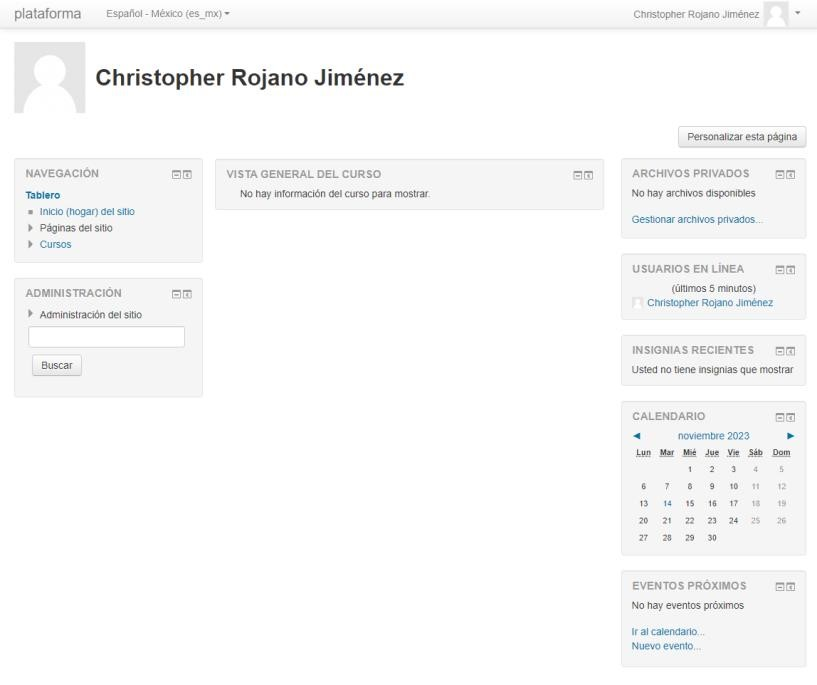 plataforma
Español - México (es_mx)
Christopher Rojano Jiménez
Christopher Rojano Jiménez
Personalizar esta página
NAVEGACIÓN
Tablero
Inicio (hogar) del sitio
Páginas del sitio
Cursos
ADMINISTRACIÓN
Administración del sitio
Buscar
VISTA GENERAL DEL CURSO
No hay información del curso para mostrar.
ARCHIVOS PRIVADOS
No hay archivos disponibles
Gestionar archivos privados...
USUARIOS EN LÍNEA
(últimos 5 minutos)
Christopher Rojano Jiménez
INSIGNIAS RECIENTES
Usted no tiene insignias que mostrar
CALENDARIO
noviembre 2023
Lun Mar Mié Jue Vie Sáb Dom
1 2 3 4 5
6 7 8 9 10 11 12
13 14 15 16 17 18 19
20 21 22 23 24 25 26
27 28 29 30
EVENTOS PRÓXIMOS
No hay eventos próximos
Ir al calendario...
Nuevo evento...